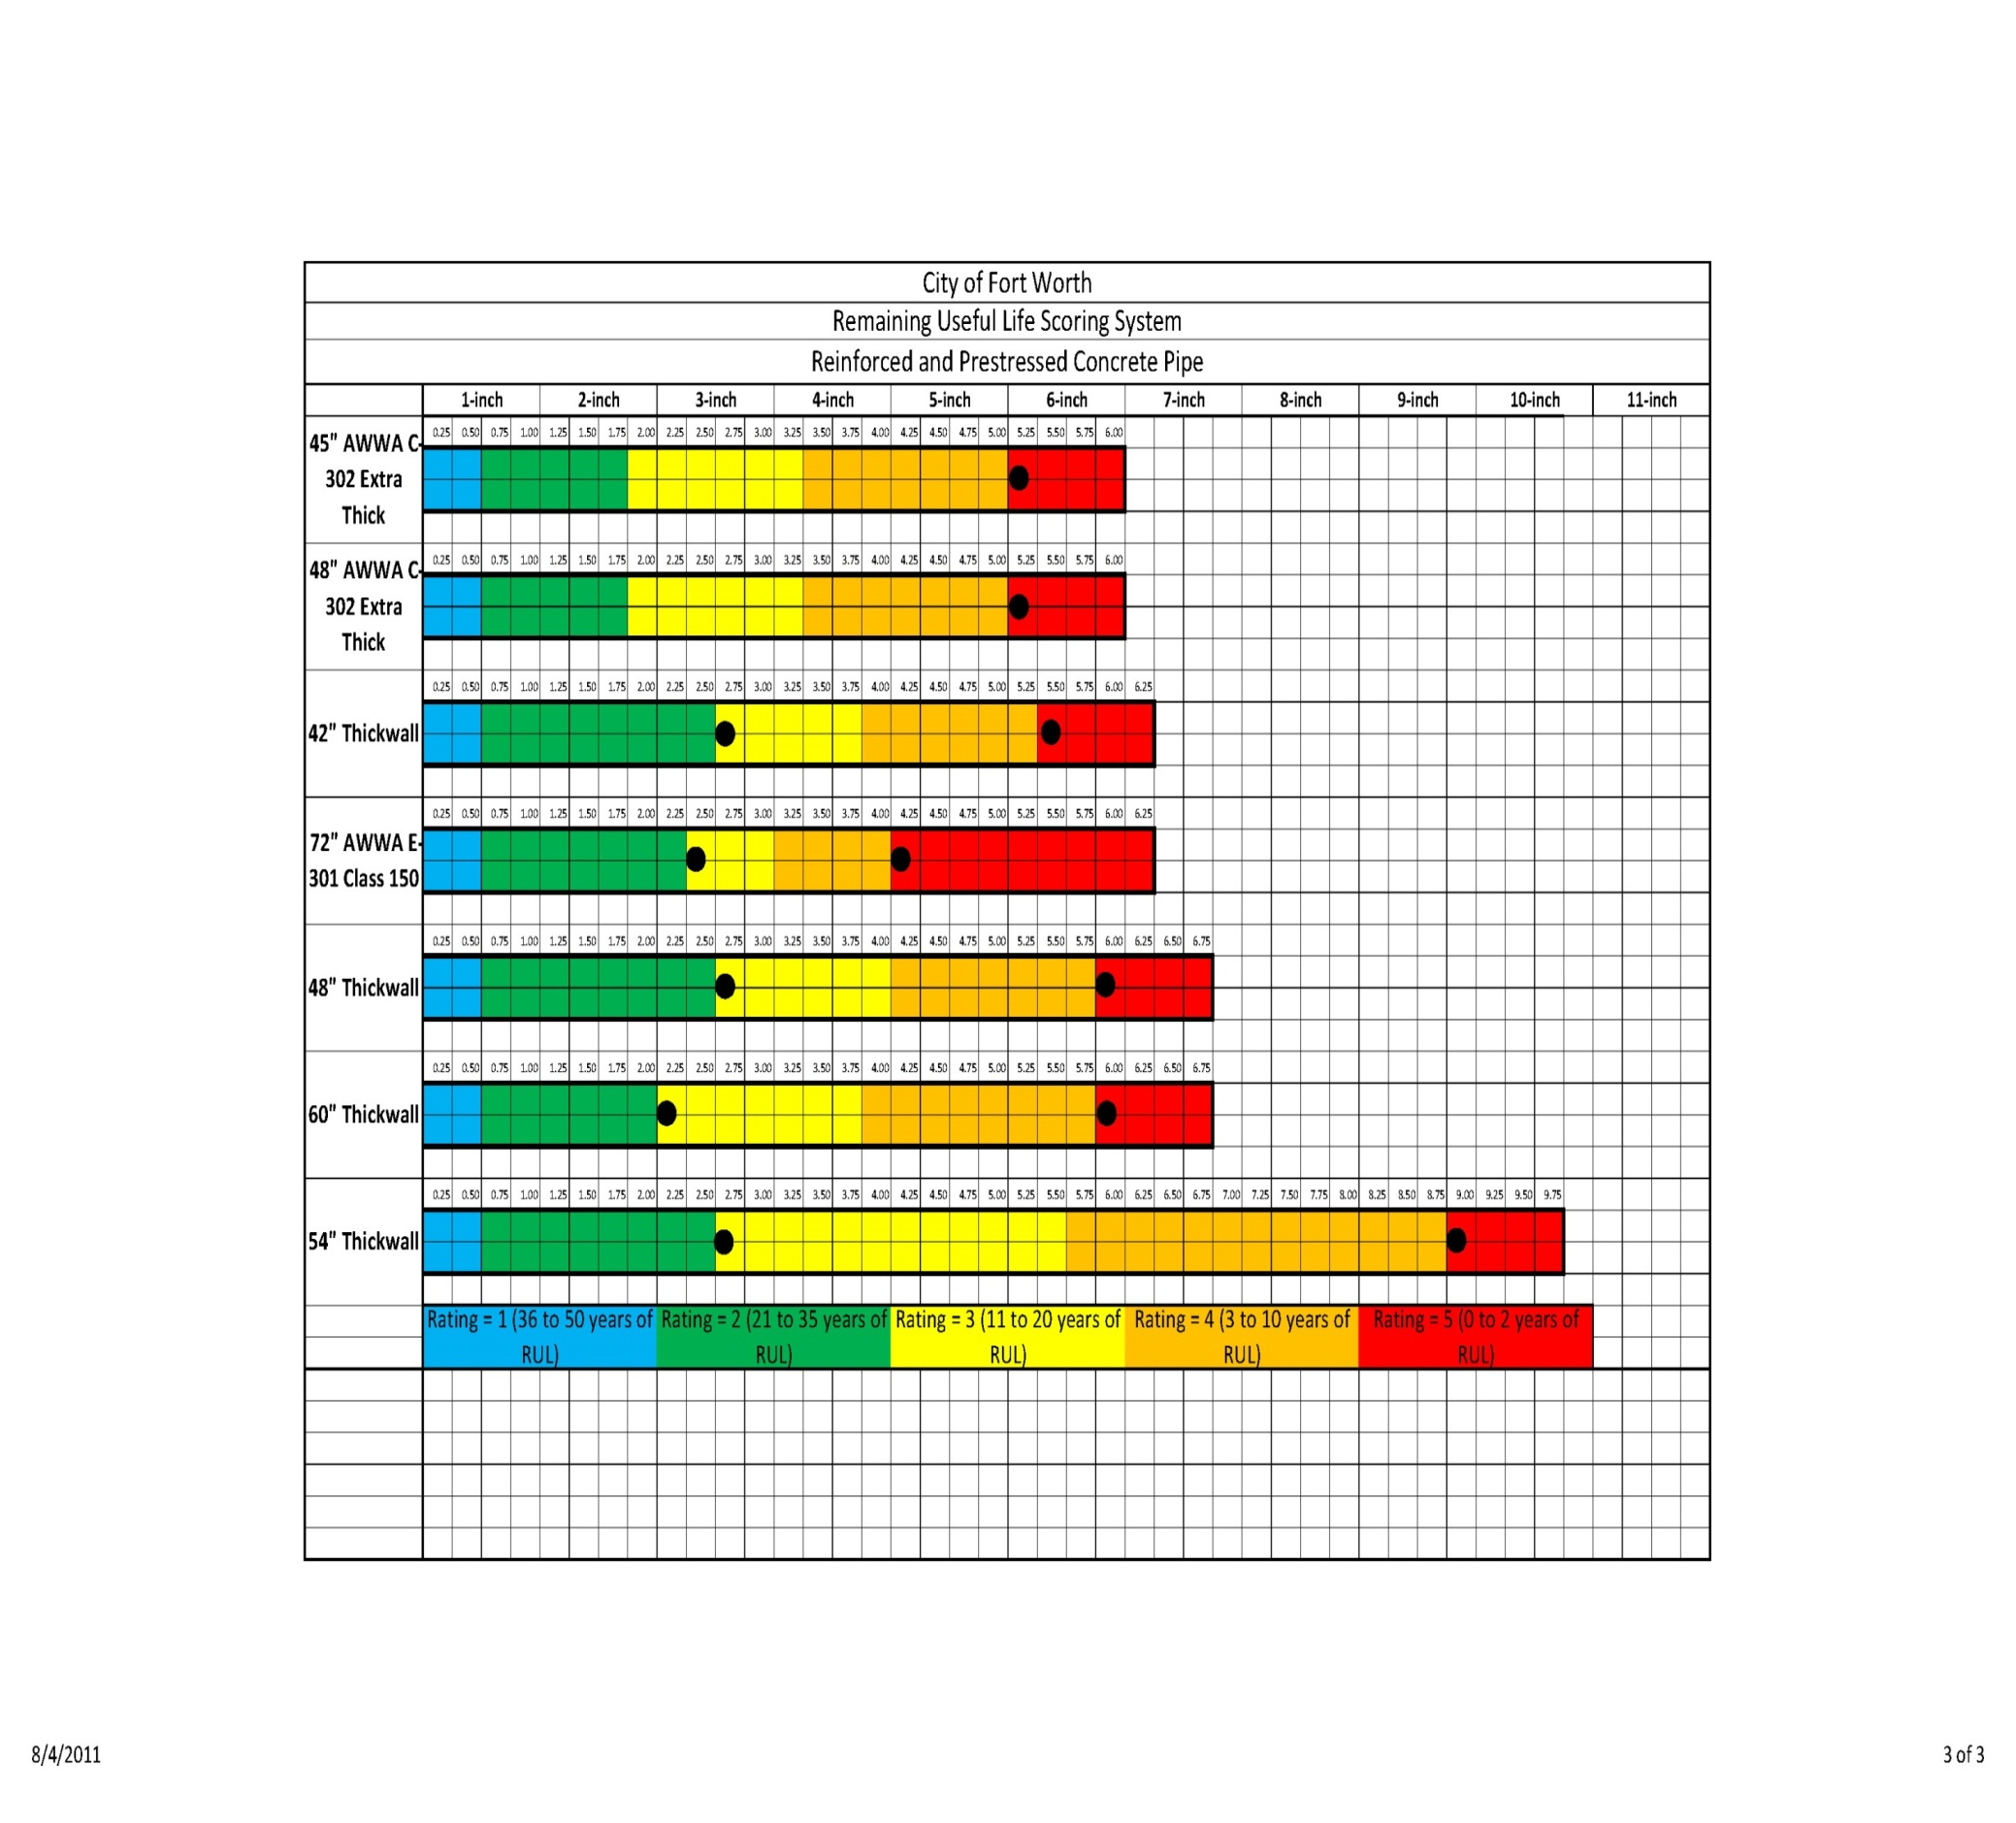 City of Fort Worth
Remaining Useful Life Scoring System
Reinforced and Prestressed Concrete Pipe
1-inch 2-inch 3-inch 4-inch 5-inch 6-inch 7-inch 8-inch 9-inch 10-inch 11-inch
0.25 0.50 0.75 1.00 1.25 1.50 1.75 2.00 2.25 2.50 2.75 3.00 3.25 3.50 3.75 4.00 4.25 4.50 4.75 5.00 5.25 5.50 5.75 6.00
45" AWWA C-
302 Extra
Thick
0.25 0.50 0.75 1.00 1.25 1.50 1.75 2.00 2.25 2.50 2.75 3.00 3.25 3.50 3.75 4.00 4.25 4.50 4.75 5.00 5.25 5.50 5.75 6.00
48" AWWA C-
302 Extra
Thick
0.25 0.50 0.75 1.00 1.25 1.50 1.75 2.00 2.25 2.50 2.75 3.00 3.25 3.50 3.75 4.00 4.25 4.50 4.75 5.00 5.25 5.50 5.75 6.00 6.25
42" Thickwall
0.25 0.50 0.75 1.00 1.25 1.50 1.75 2.00 2.25 2.50 2.75 3.00 3.25 3.50 3.75 4.00 4.25 4.50 4.75 5.00 5.25 5.50 5.75 6.00 6.25
72" AWWA E-
301 Class 150
0.25 0.50 0.75 1.00 1.25 1.50 1.75 2.00 2.25 2.50 2.75 3.00 3.25 3.50 3.75 4.00 4.25 4.50 4.75 5.00 5.25 5.50 5.75 6.00 6.25 6.50 6.75
48" Thickwall
0.25 0.50 0.75 1.00 1.25 1.50 1.75 2.00 2.25 2.50 2.75 3.00 3.25 3.50 3.75 4.00 4.25 4.50 4.75 5.00 5.25 5.50 5.75 6.00 6.25 6.50 6.75
60" Thickwall
0.25 0.50 0.75 1.00 1.25 1.50 1.75 2.00 2.25 2.50 2.75 3.00 3.25 3.50 3.75 4.00 4.25 4.50 4.75 5.00 5.25 5.50 5.75 6.00 6.25 6.50 6.75 7.00 7.25 7.50 7.75 8.00 8.25 8.50 8.75 9.00 9.25 9.50 9.75
54" Thickwall
Rating = 1 (36 to 50 years of
RUL)
Rating = 2 (21 to 35 years of
RUL)
Rating = 3 (11 to 20 years of
RUL)
Rating = 4 (3 to 10 years of
RUL)
Rating = 5 (0 to 2 years of
RUL)
8/4/2011
3 of 3